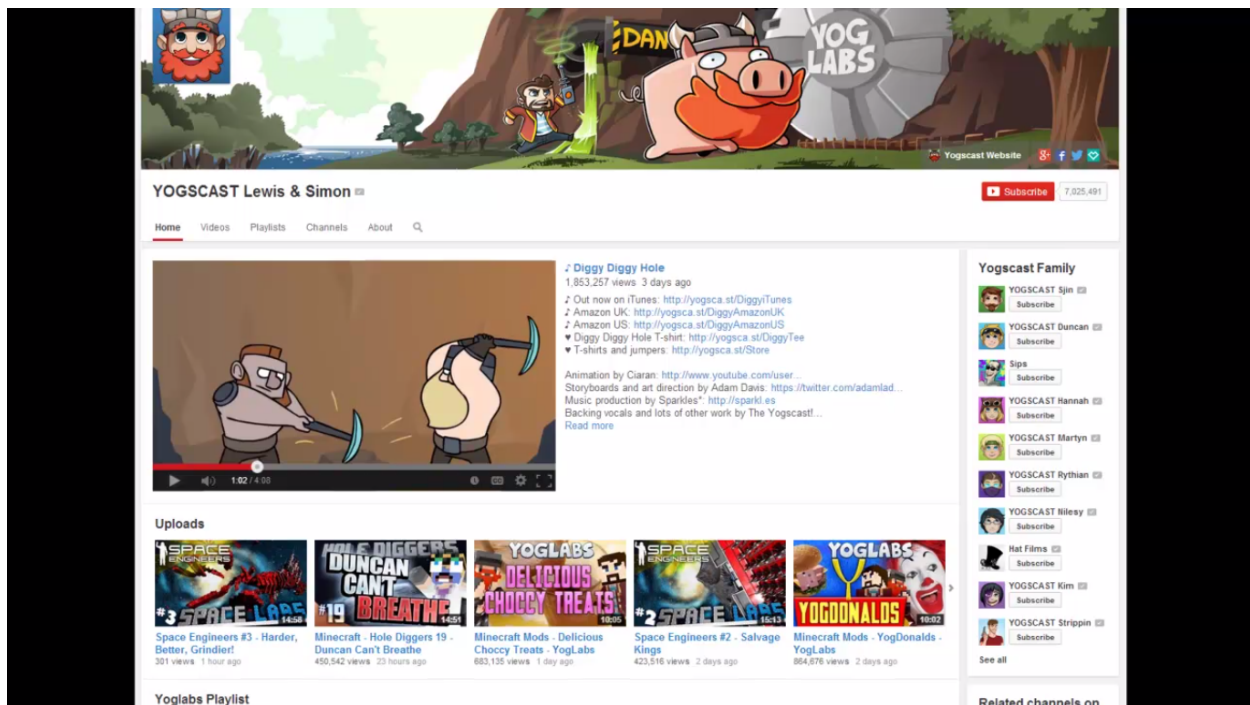 DAN
YOG
LABS
Yogscast Website
YOGSCAST Lewis & Simon
Subscribe 7,025,491
Home Videos Playlists Channels About
♪ Diggy Diggy Hole
1,853,257 views 3 days ago
♪ Out now on iTunes: http://yogsca.st/DiggyiTunes
♪ Amazon UK: http://yogsca.st/DiggyAmazonUK
♪ Amazon US: http://yogsca.st/DiggyAmazonUS
♥ Diggy Diggy Hole T-shirt: http://yogsca.st/DiggyTee
♥ T-shirts and jumpers: http://yogsca.st/Store
Animation by Ciaran: http://www.youtube.com/user...
Storyboards and art direction by Adam Davis: https://twitter.com/adamlad...
Music production by Sparkles*: http://sparkl.es
Backing vocals and lots of other work by The Yogscast!...
Read more
1:02 / 4:00
Uploads
SPACE
ENGINEERS
#3 SPACE LABS
14:58
Space Engineers #3 - Harder,
Better, Grindier!
301 views 1 hour ago
HOLE DIGGERS
DUNCAN
CAN'T
#19 BREATHE
14:51
Minecraft - Hole Diggers 19 -
Duncan Can't Breathe
450,542 views 23 hours ago
YOGLABS
DELICIOUS
CHOCCY TREATS
10:05
Minecraft Mods - Delicious
Choccy Treats - YogLabs
683,135 views 1 day ago
SPACE
ENGINEERS
#2 SPACE LABS
15:13
Space Engineers #2 - Salvage
Kings
423,516 views 2 days ago
YOGLABS
YOGDONALDS
10:02
Minecraft Mods - YogDonalds -
YogLabs
864,676 views 2 days ago
Yoglabs Playlist
Yogscast Family
YOGSCAST Sjin
Subscribe
YOGSCAST Duncan
Subscribe
Sips
Subscribe
YOGSCAST Hannah
Subscribe
YOGSCAST Martyn
Subscribe
YOGSCAST Rythian
Subscribe
YOGSCAST Nilesy
Subscribe
Hat Films
Subscribe
YOGSCAST Kim
Subscribe
YOGSCAST Strippin
Subscribe
See all
Related channels on